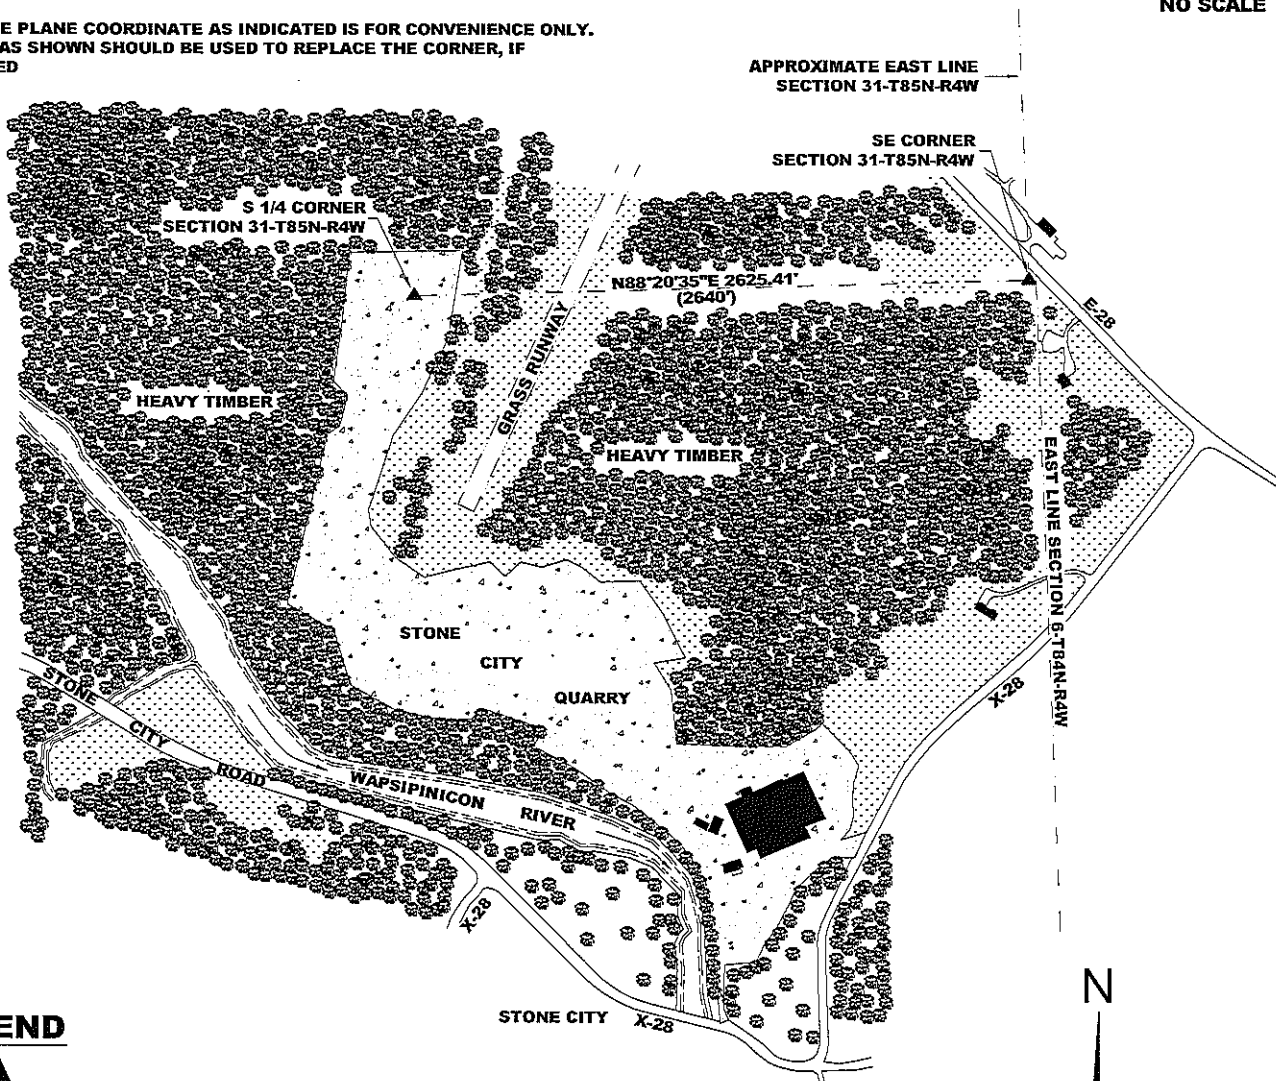 NO SCALE
E PLANE COORDINATE AS INDICATED IS FOR CONVENIENCE ONLY.
AS SHOWN SHOULD BE USED TO REPLACE THE CORNER, IF
ED
APPROXIMATE EAST LINE
SECTION 31-T85N-R4W
SE CORNER
SECTION 31-T85N-R4W
S 1/4 CORNER
SECTION 31-T85N-R4W
N88°20'35"E 2625.41'
(2640')
E-28
GRASS RUNWAY
HEAVY TIMBER
HEAVY TIMBER
EAST LINE SECTION 6-T84N-R4W
STONE
CITY
QUARRY
X-28
STONE
CITY
ROAD
WAPSIPINICON
RIVER
X-28
STONE CITY
X-28
N
END